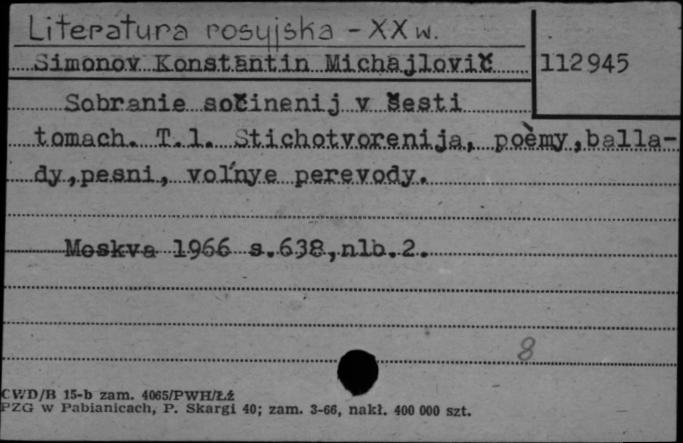 Literatura rosyjska - XX w.
Simonov Konstantin Michajlovič
112945
Sobranie sočinenij v šesti
tomach. T.1. Stichotvorenija, poèmy, balla-
dy, pesni, vol'nye perevody.
Moskva 1966 s.638, nlb.2.
8
CWD/B 15-b zam. 4065/PWH/Łź
PZG w Pabianicach, P. Skargi 40; zam. 3-66, nakł. 400 000 szt.